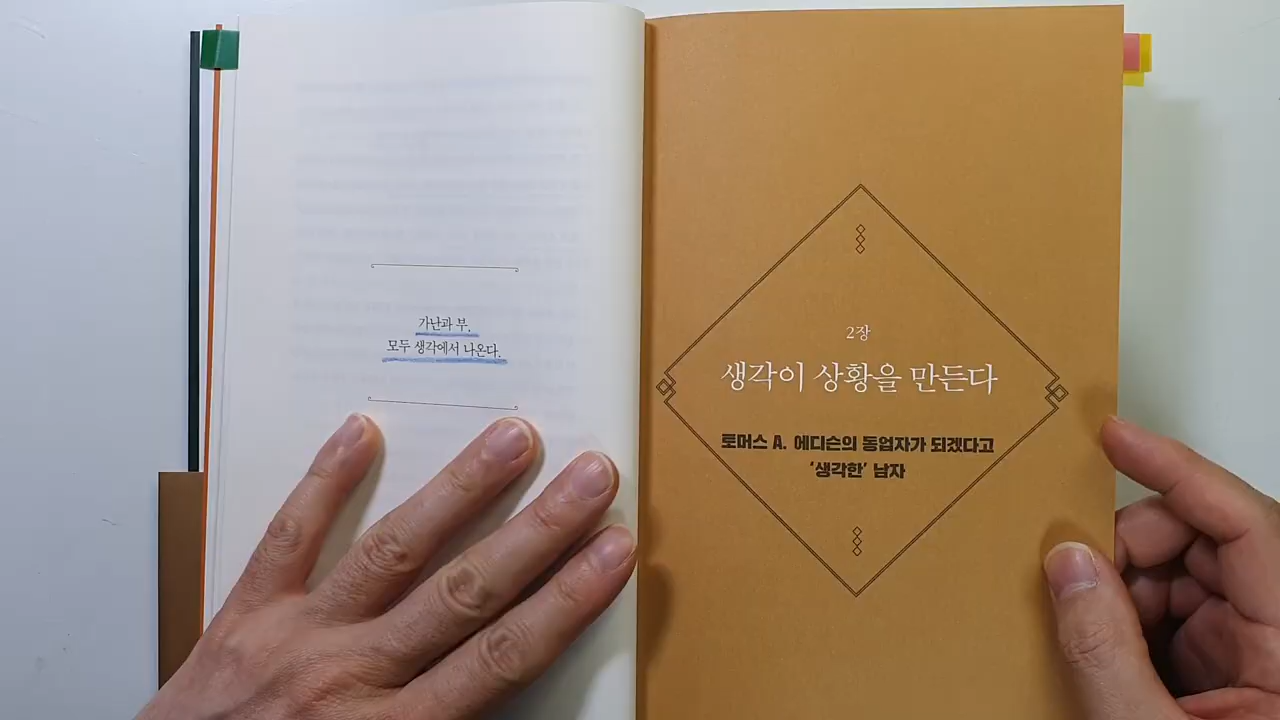 가난과 부,
모두 생각에서 나온다.
2장
생각이 상황을 만든다
토머스 A. 에디슨의 동업자가 되겠다고
‘생각한’ 남자